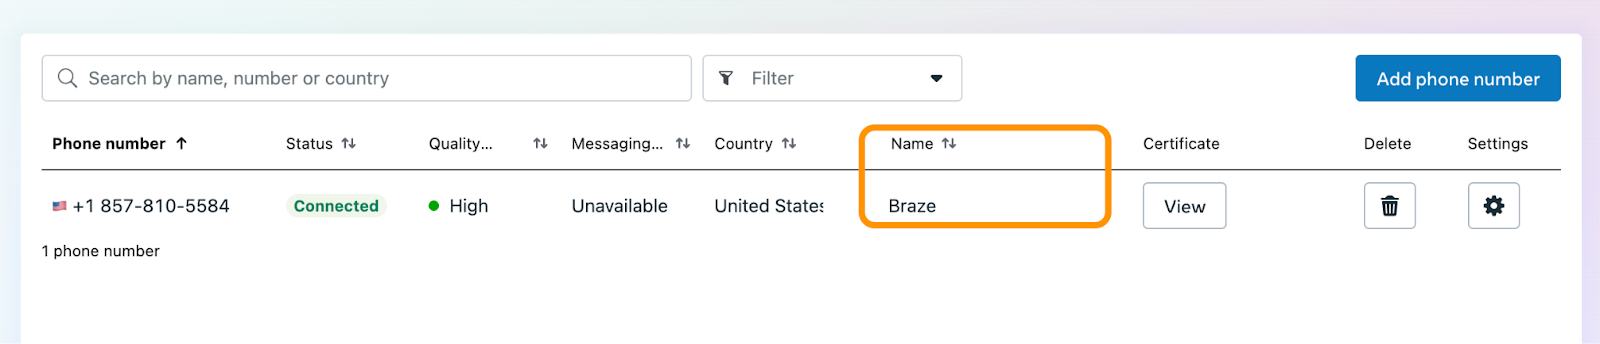 Search by name, number or country Filter Add phone number
Phone number Status Quality... Messaging... Country Name Certificate Delete Settings
+1 857-810-5584 Connected High Unavailable United States Braze View
1 phone number